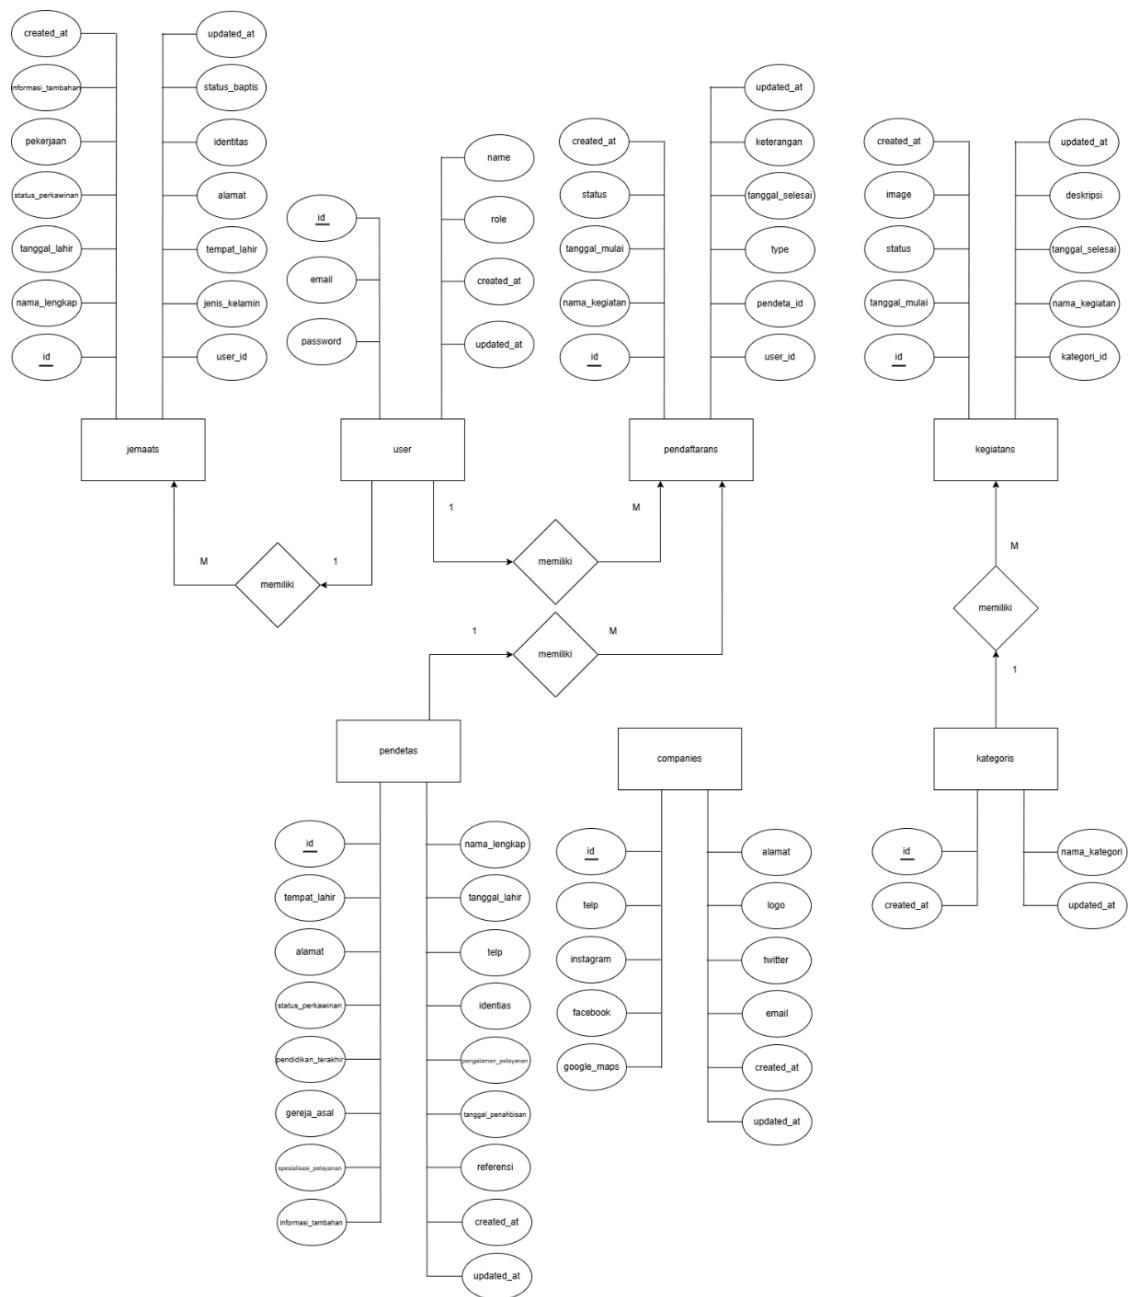 created_at
updated_at
informasi_tambahan
status_baptis
pekerjaan
identitas
status_perkawinan
alamat
tanggal_lahir
tempat_lahir
nama_lengkap
jenis_kelamin
id
user_id
jemaats
name
id
role
email
created_at
password
updated_at
user
updated_at
created_at
keterangan
status
tanggal_selesai
tanggal_mulai
type
nama_kegiatan
pendeta_id
id
user_id
pendaftarans
created_at
updated_at
image
deskripsi
status
tanggal_selesai
tanggal_mulai
nama_kegiatan
id
kategori_id
kegiatans
M
memiliki
1
1
memiliki
M
1
memiliki
M
M
memiliki
1
pendetas
id
nama_lengkap
tempat_lahir
tanggal_lahir
alamat
telp
status_perkawinan
identias
pendidikan_terakhir
pengalaman_pelayanan
gereja_asal
tanggal_penahbisan
spesialisasi_pelayanan
referensi
informasi_tambahan
created_at
updated_at
companies
id
alamat
telp
logo
instagram
twitter
facebook
email
google_maps
created_at
updated_at
kategoris
id
nama_kategori
created_at
updated_at